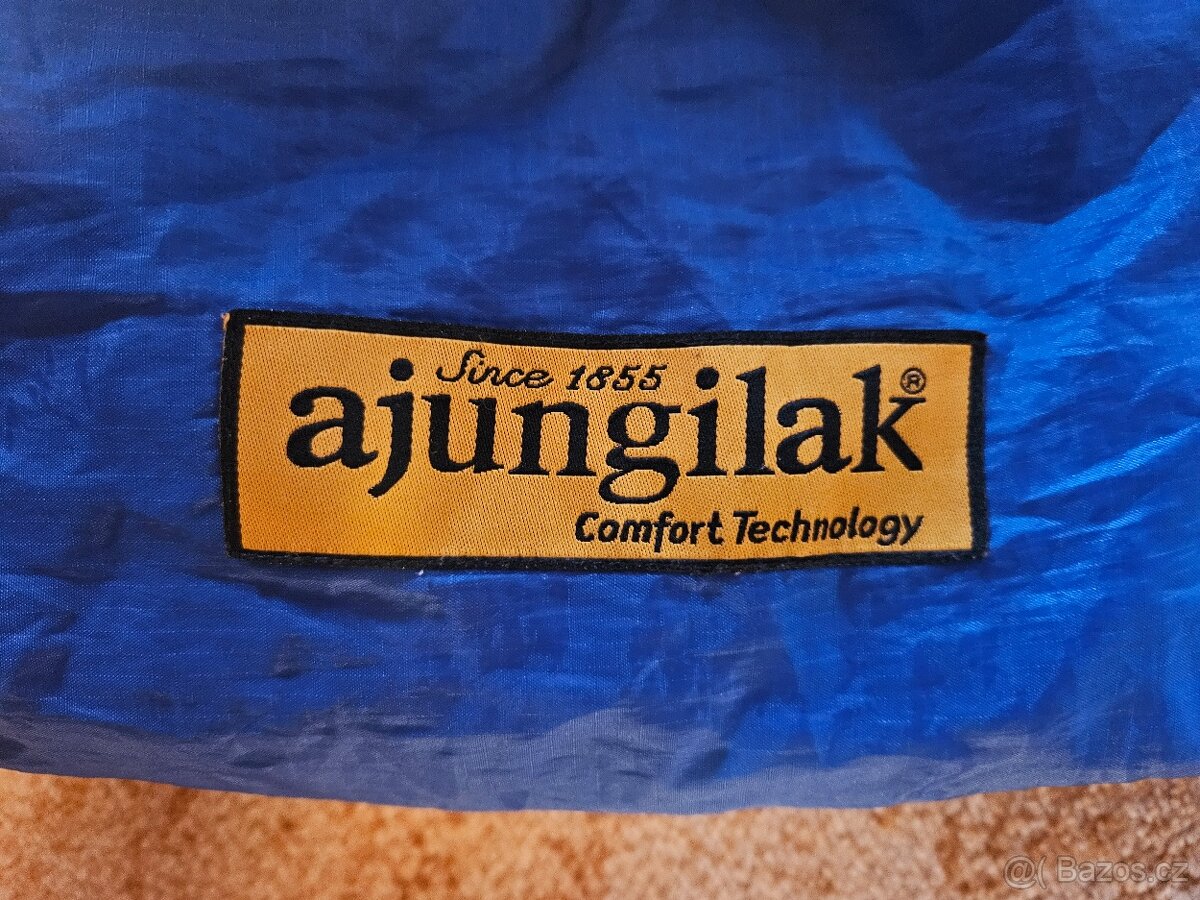 Since 1855
ajungilak®
Comfort Technology
@( Bazos.cz